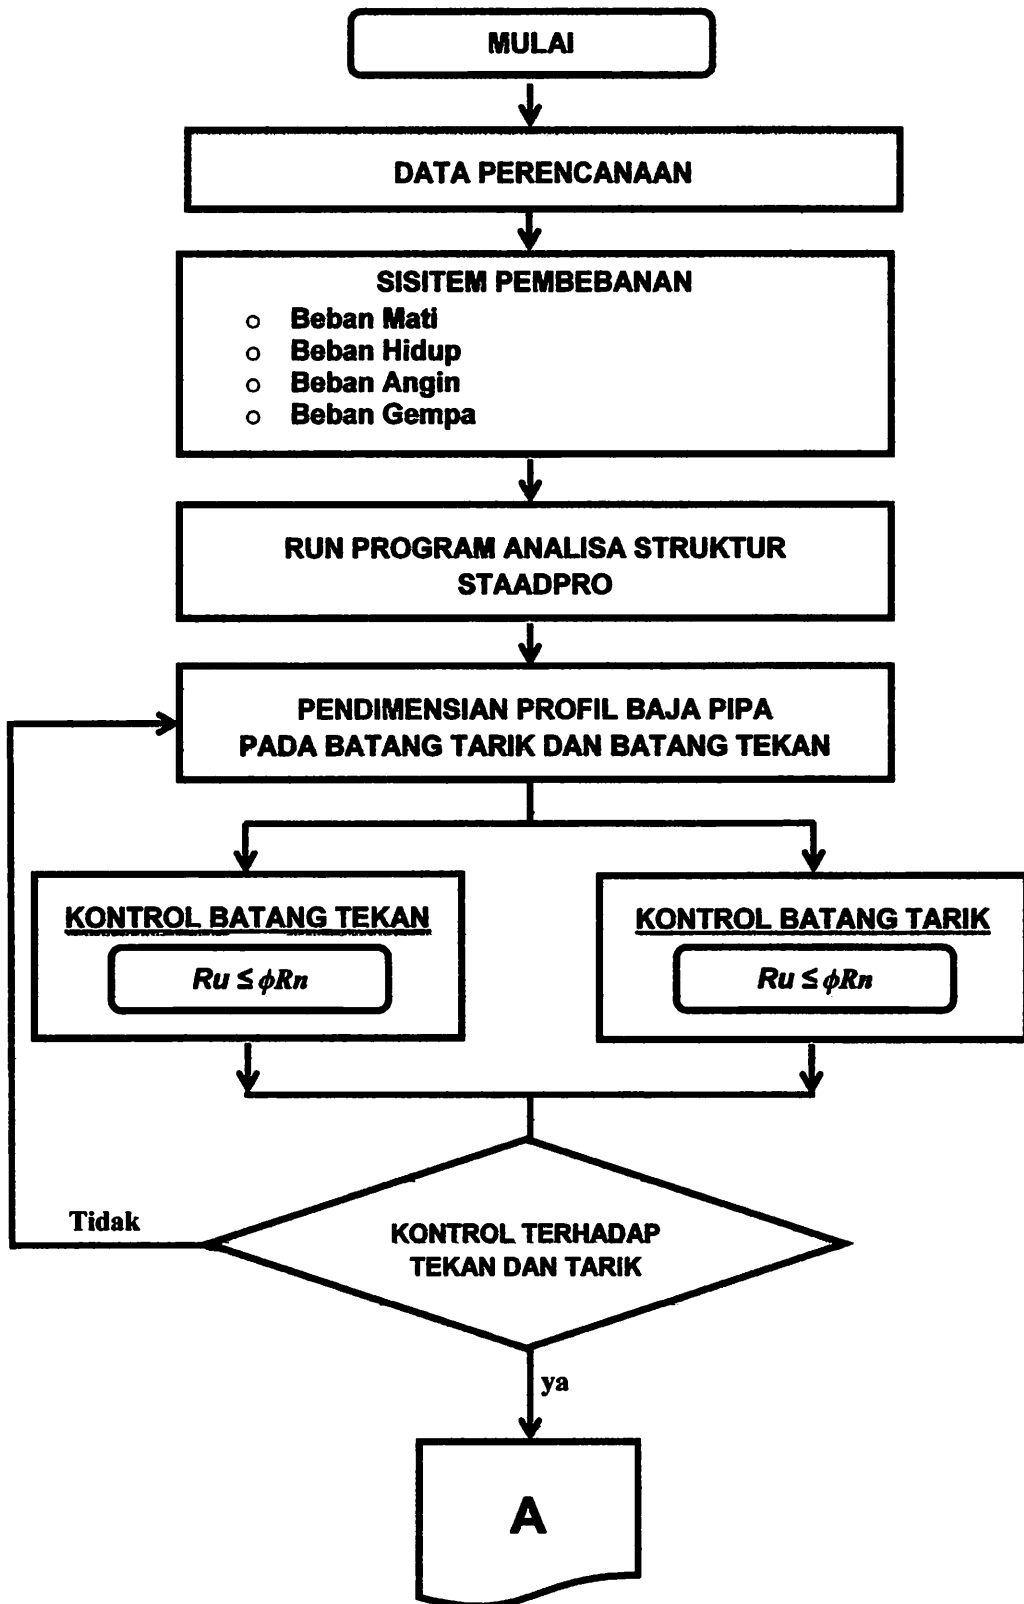 MULAI
DATA PERENCANAAN
SISITEM PEMBEBANAN
○ Beban Mati
○ Beban Hidup
○ Beban Angin
○ Beban Gempa
RUN PROGRAM ANALISA STRUKTUR
STAADPRO
PENDIMENSIAN PROFIL BAJA PIPA
PADA BATANG TARIK DAN BATANG TEKAN
KONTROL BATANG TEKAN
Ru ≤ ϕRn
KONTROL BATANG TARIK
Ru ≤ ϕRn
KONTROL TERHADAP
TEKAN DAN TARIK
Tidak
ya
A